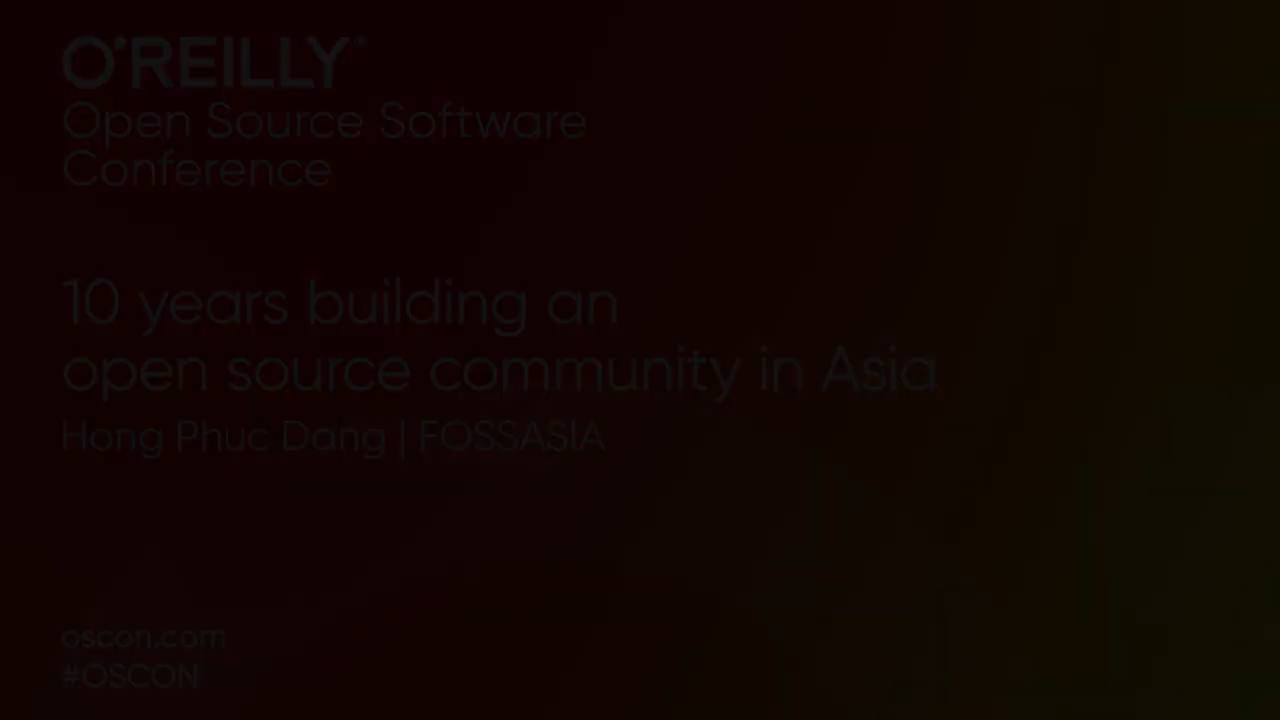 O'REILLY®
Open Source Software
Conference
10 years building an
open source community in Asia
Hong Phuc Dang | FOSSASIA
oscon.com
#OSCON